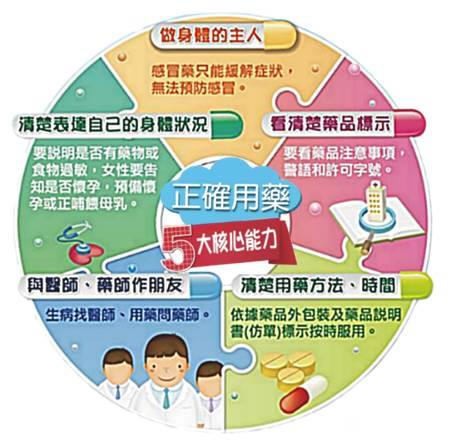 做身體的主人
感冒藥只能緩解症狀，
無法預防感冒。
清楚表達自己的身體狀況
要說明是否有藥物或
食物過敏，女性要告
知是否懷孕，預備懷
孕或正哺餵母乳。
看清楚藥品標示
要看藥品注意事項，
警語和許可字號。
正確用藥
5大核心能力
與醫師、藥師作朋友
生病找醫師、用藥問藥師。
清楚用藥方法、時間
依據藥品外包裝及藥品說明
書(仿單)標示按時服用。